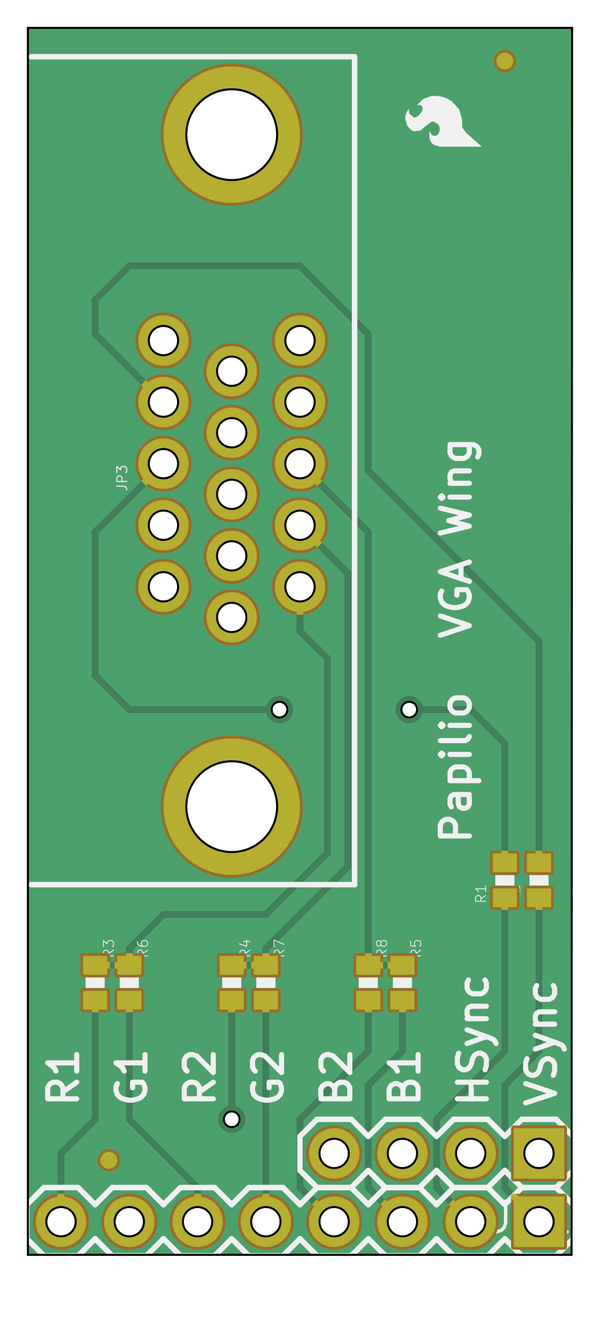 JP3
Papilio VGA Wing
R1
R3
R6
R4
R7
R8
R5
R1
G1
R2
G2
B2
B1
HSync
VSync